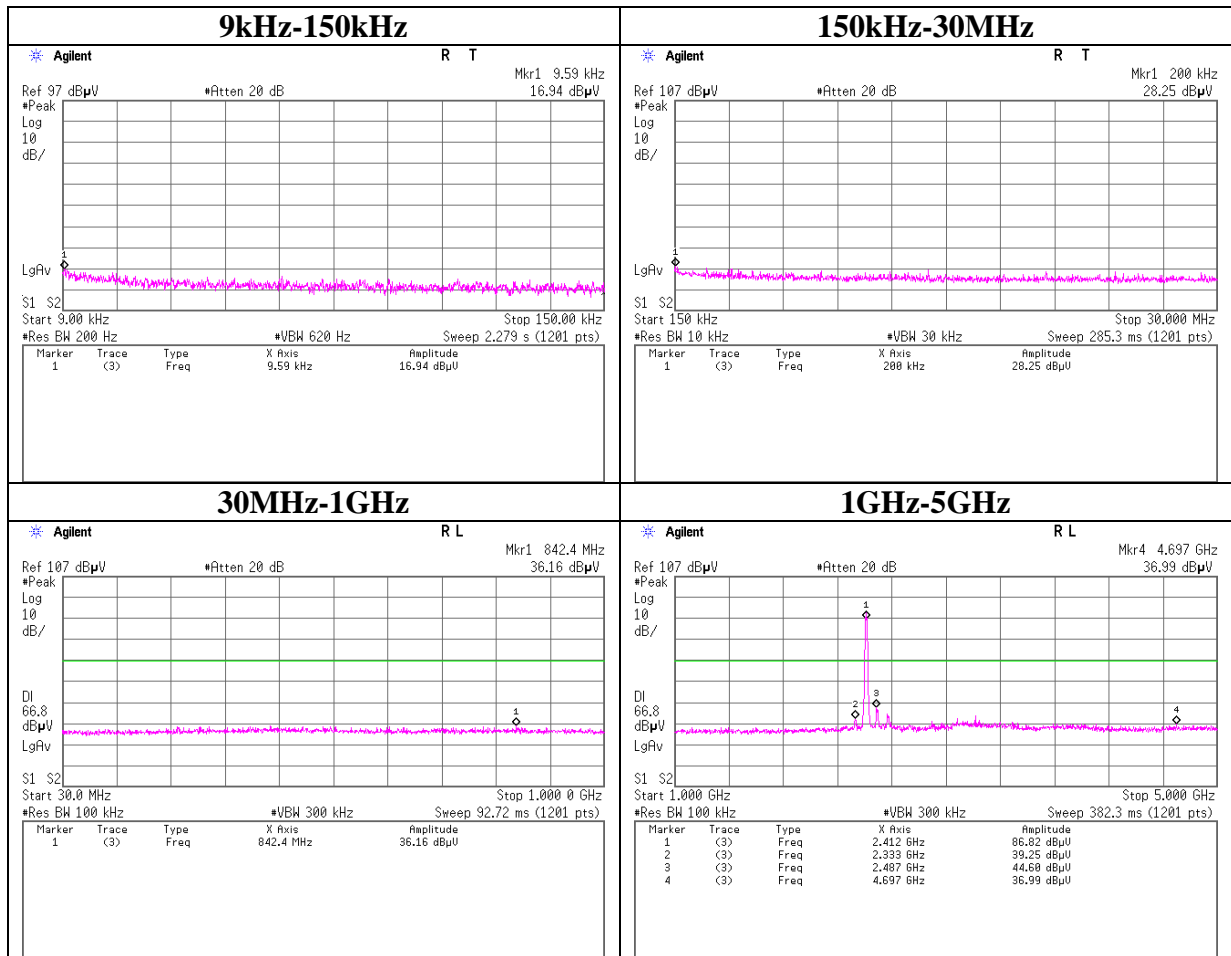 9kHz-150kHz
Agilent R T
Mkr1 9.59 kHz
Ref 97 dBµV #Atten 20 dB 16.94 dBµV
#Peak
Log
10
dB/
1
LgAv
S1 S2
Start 9.00 kHz Stop 150.00 kHz
#Res BW 200 Hz #VBW 620 Hz Sweep 2.279 s (1201 pts)
Marker Trace Type X Axis Amplitude
1 (3) Freq 9.59 kHz 16.94 dBµV
150kHz-30MHz
Agilent R T
Mkr1 200 kHz
Ref 107 dBµV #Atten 20 dB 28.25 dBµV
#Peak
Log
10
dB/
1
LgAv
S1 S2
Start 150 kHz Stop 30.000 MHz
#Res BW 10 kHz #VBW 30 kHz Sweep 285.3 ms (1201 pts)
Marker Trace Type X Axis Amplitude
1 (3) Freq 200 kHz 28.25 dBµV
30MHz-1GHz
Agilent R L
Mkr1 842.4 MHz
Ref 107 dBµV #Atten 20 dB 36.16 dBµV
#Peak
Log
10
dB/
DI
66.8
dBµV
1
LgAv
S1 S2
Start 30.0 MHz Stop 1.000 0 GHz
#Res BW 100 kHz #VBW 300 kHz Sweep 92.72 ms (1201 pts)
Marker Trace Type X Axis Amplitude
1 (3) Freq 842.4 MHz 36.16 dBµV
1GHz-5GHz
Agilent R L
Mkr4 4.697 GHz
Ref 107 dBµV #Atten 20 dB 36.99 dBµV
#Peak
Log
10
dB/
1
DI
66.8
dBµV
2 3 4
LgAv
S1 S2
Start 1.000 GHz Stop 5.000 GHz
#Res BW 100 kHz #VBW 300 kHz Sweep 382.3 ms (1201 pts)
Marker Trace Type X Axis Amplitude
1 (3) Freq 2.412 GHz 86.82 dBµV
2 (3) Freq 2.333 GHz 39.25 dBµV
3 (3) Freq 2.487 GHz 44.60 dBµV
4 (3) Freq 4.697 GHz 36.99 dBµV